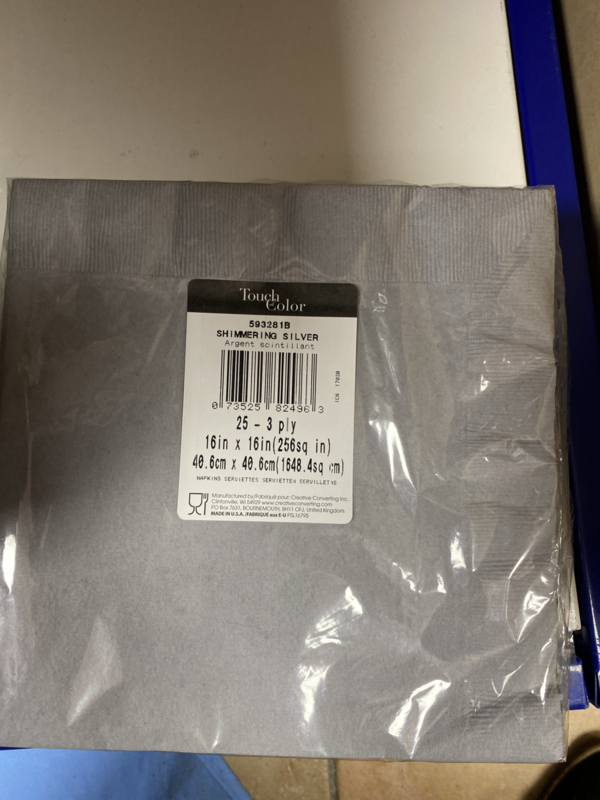 Touch
Color
593281B
SHIMMERING SILVER
Argent scintillant
0 73525 82496 3
25 - 3 ply
16in x 16in(256sq in)
40.6cm x 40.6cm(1648.4sq cm)
NAPKINS SERVIETTES SERVIETTEN SERVILLETAS
Manufactured by/Fabriqué pour: Creative Converting Inc.
Clintonville, WI 54929 www.creativeconverting.com
PO Box 7633, BOURNEMOUTH, BH11 0FJ, United Kingdom
MADE IN U.S.A. /FABRIQUÉ aux E-U